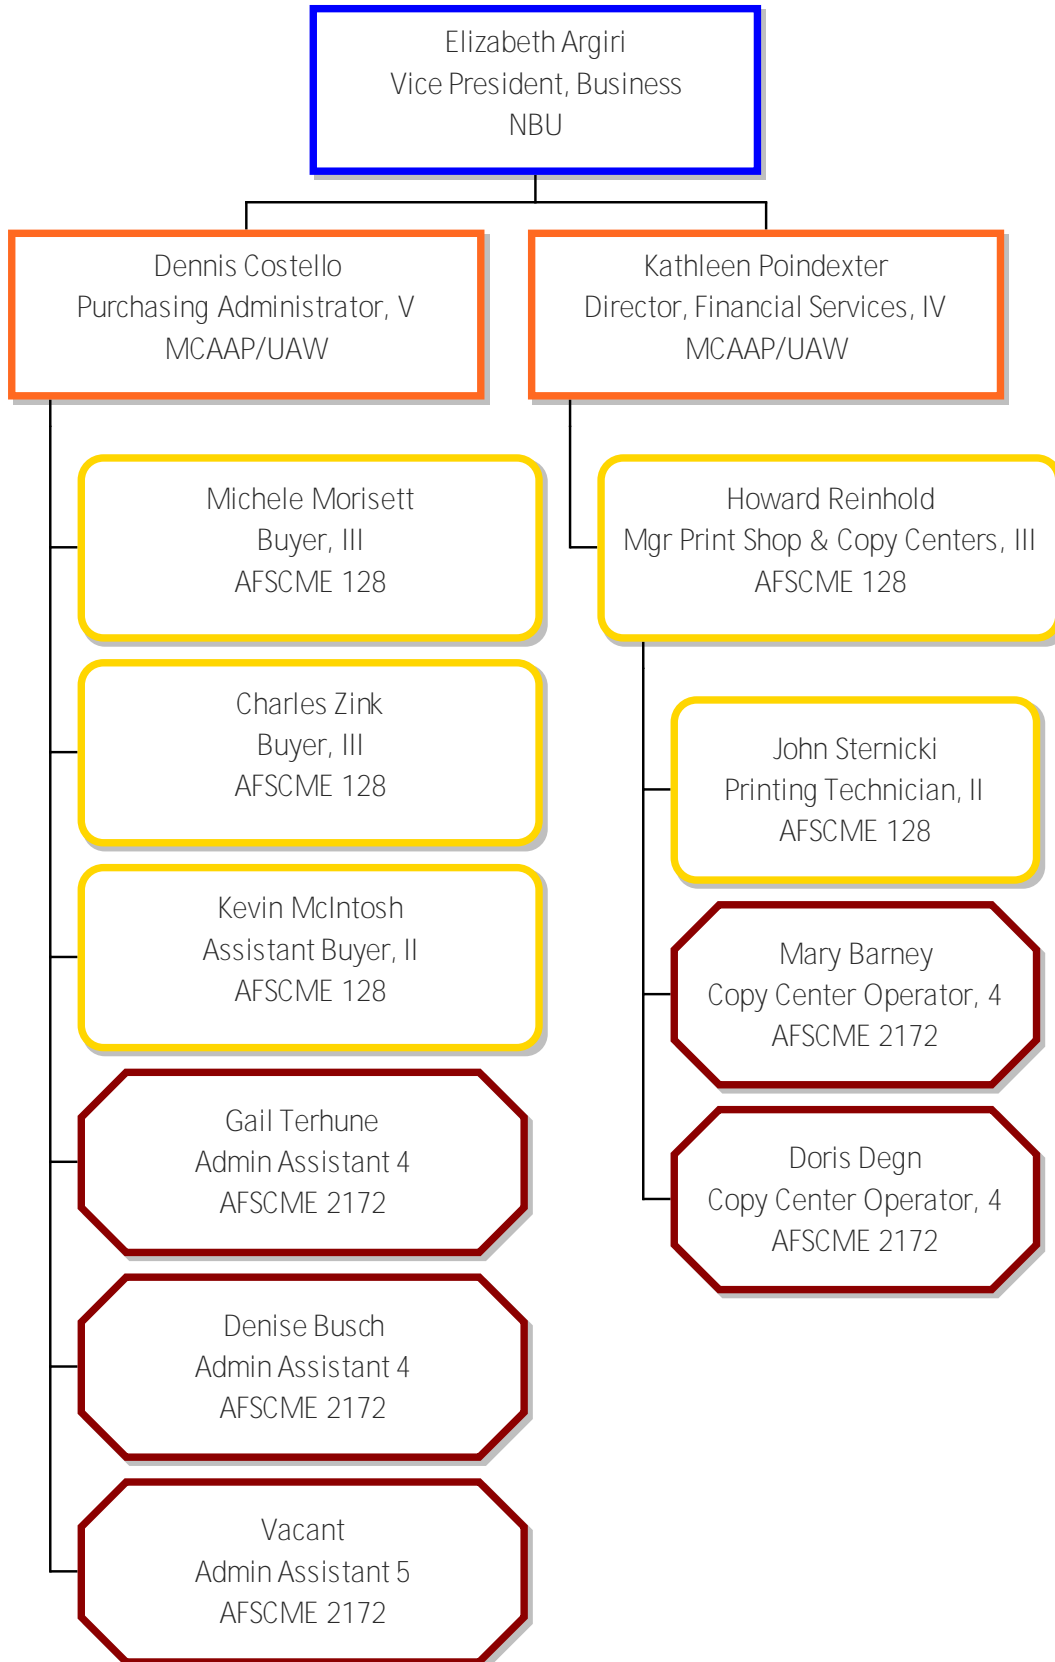 Elizabeth Argiri
Vice President, Business
NBU
Dennis Costello
Purchasing Administrator, V
MCAAP/UAW
Kathleen Poindexter
Director, Financial Services, IV
MCAAP/UAW
Michele Morisett
Buyer, III
AFSCME 128
Charles Zink
Buyer, III
AFSCME 128
Kevin McIntosh
Assistant Buyer, II
AFSCME 128
Gail Terhune
Admin Assistant 4
AFSCME 2172
Denise Busch
Admin Assistant 4
AFSCME 2172
Vacant
Admin Assistant 5
AFSCME 2172
Howard Reinhold
Mgr Print Shop & Copy Centers, III
AFSCME 128
John Sternicki
Printing Technician, II
AFSCME 128
Mary Barney
Copy Center Operator, 4
AFSCME 2172
Doris Degn
Copy Center Operator, 4
AFSCME 2172